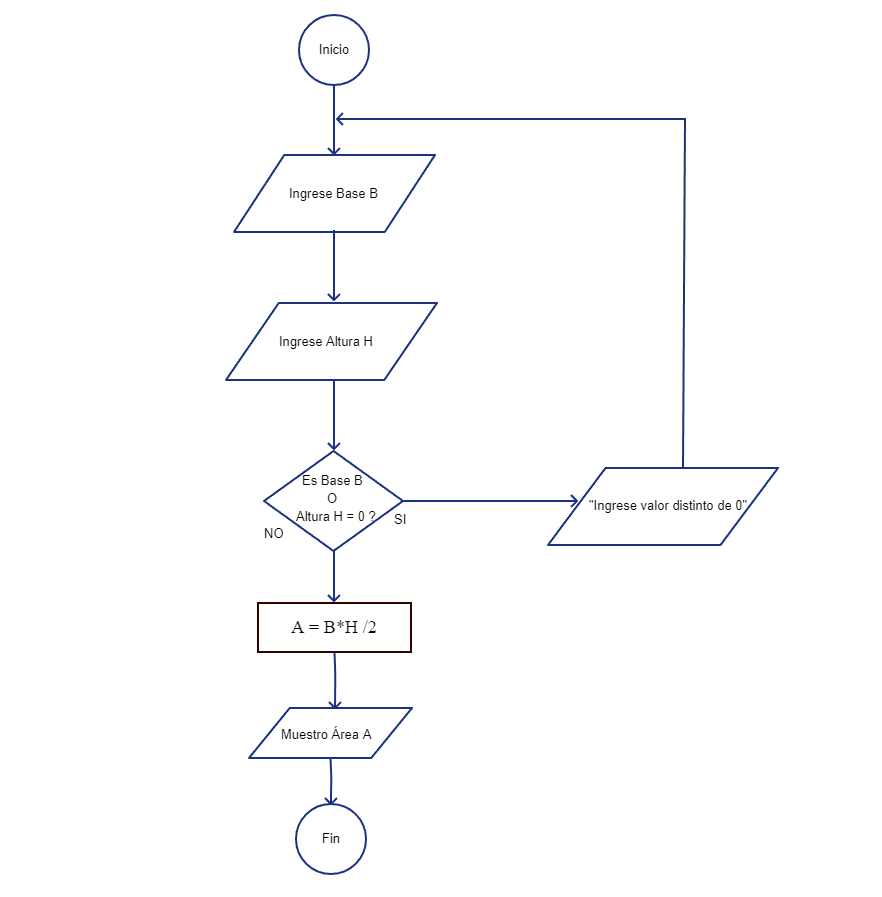 Inicio
Ingrese Base B
Ingrese Altura H
Es Base B
O
Altura H = 0 ?
SI
NO
"Ingrese valor distinto de 0"
A = B*H /2
Muestro Área A
Fin